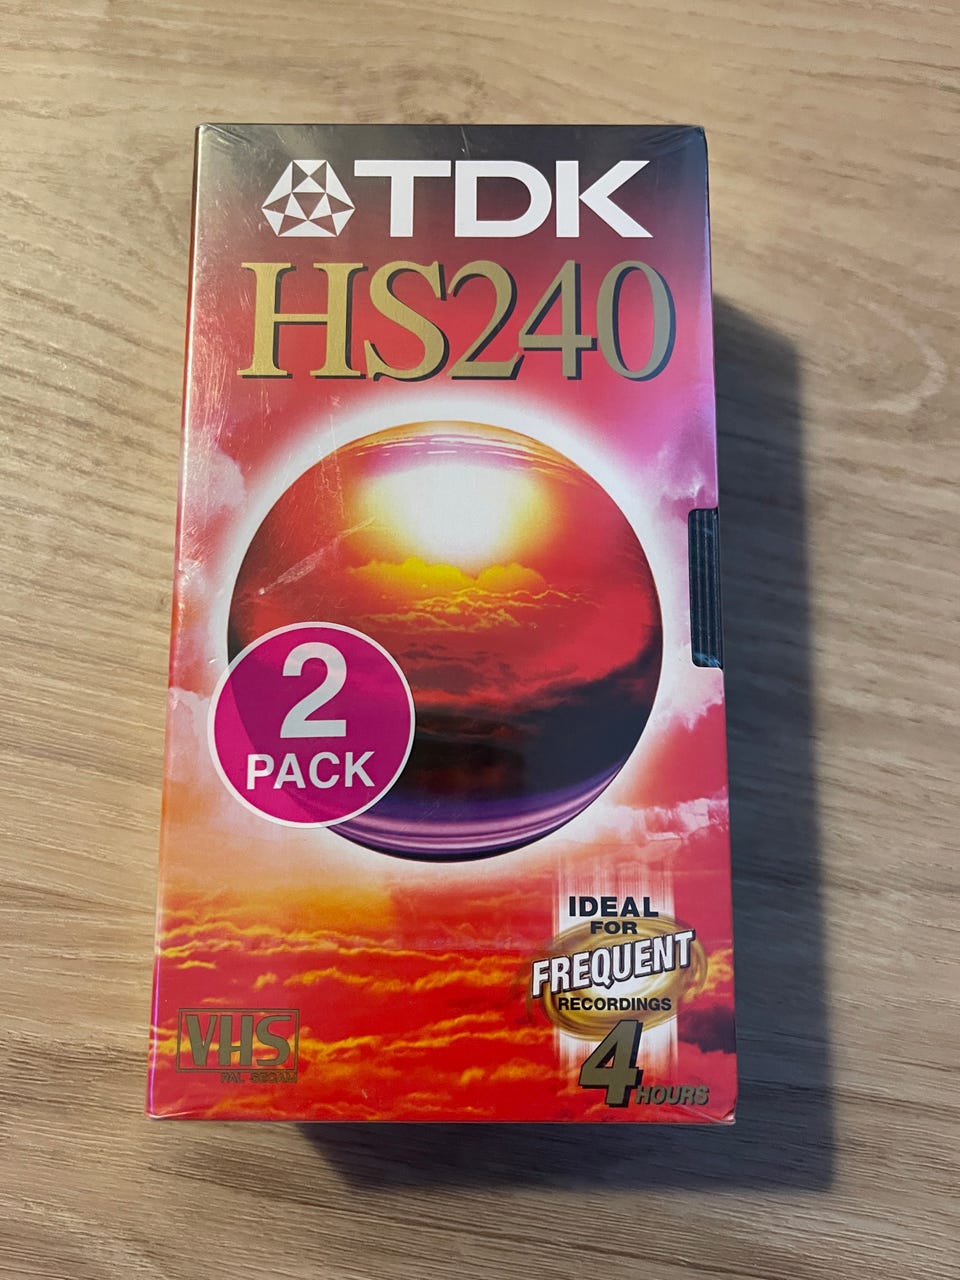 TDK
HS240
2
PACK
IDEAL
FOR
FREQUENT
RECORDINGS
4 HOURS
VHS
PAL SECAM